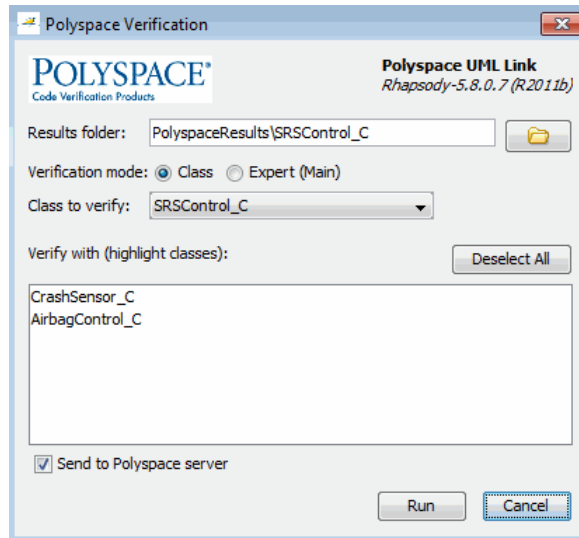 Polyspace Verification
POLYSPACE®
Code Verification Products
Polyspace UML Link
Rhapsody-5.8.0.7 (R2011b)
Results folder: PolyspaceResults\SRSControl_C
Verification mode: Class Expert (Main)
Class to verify: SRSControl_C
Verify with (highlight classes): Deselect All
CrashSensor_C
AirbagControl_C
Send to Polyspace server
Run Cancel